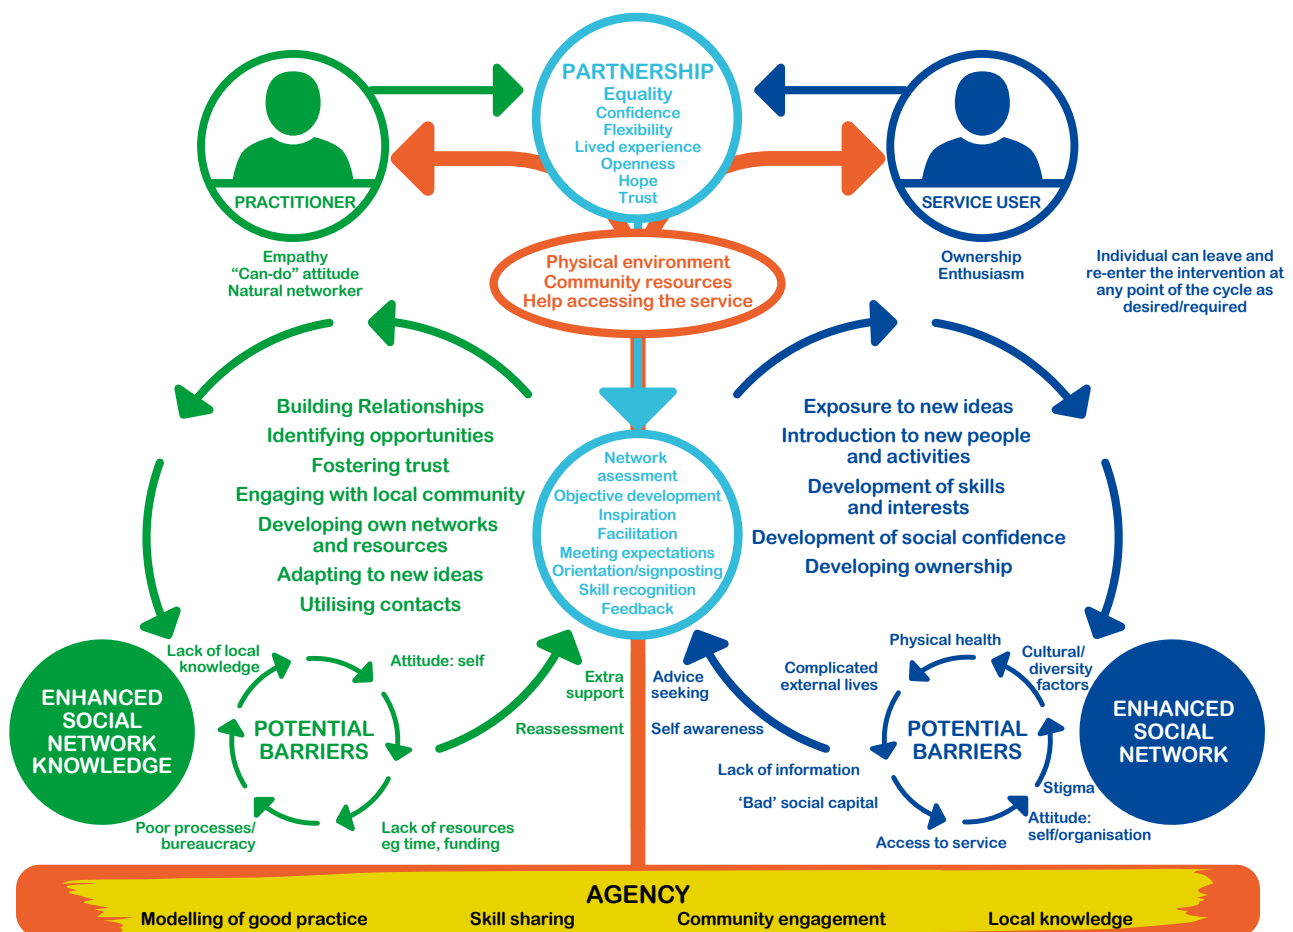 PARTNERSHIP
Equality
Confidence
Flexibility
Lived experience
Openness
Hope
Trust
PRACTITIONER
Empathy
“Can-do” attitude
Natural networker
SERVICE USER
Ownership
Enthusiasm
Individual can leave and
re-enter the intervention at
any point of the cycle as
desired/required
Physical environment
Community resources
Help accessing the service
Building Relationships
Identifying opportunities
Fostering trust
Engaging with local community
Developing own networks
and resources
Adapting to new ideas
Utilising contacts
Network
asessment
Objective development
Inspiration
Facilitation
Meeting expectations
Orientation/signposting
Skill recognition
Feedback
Exposure to new ideas
Introduction to new people
and activities
Development of skills
and interests
Development of social confidence
Developing ownership
ENHANCED
SOCIAL
NETWORK
KNOWLEDGE
Lack of local
knowledge
Attitude: self
POTENTIAL
BARRIERS
Poor processes/
bureaucracy
Lack of resources
eg time, funding
Extra
support
Reassessment
Advice
seeking
Self awareness
Physical health
Complicated
external lives
Cultural/
diversity
factors
POTENTIAL
BARRIERS
Lack of information
‘Bad’ social capital
Access to service
Stigma
Attitude:
self/organisation
ENHANCED
SOCIAL
NETWORK
AGENCY
Modelling of good practice
Skill sharing
Community engagement
Local knowledge